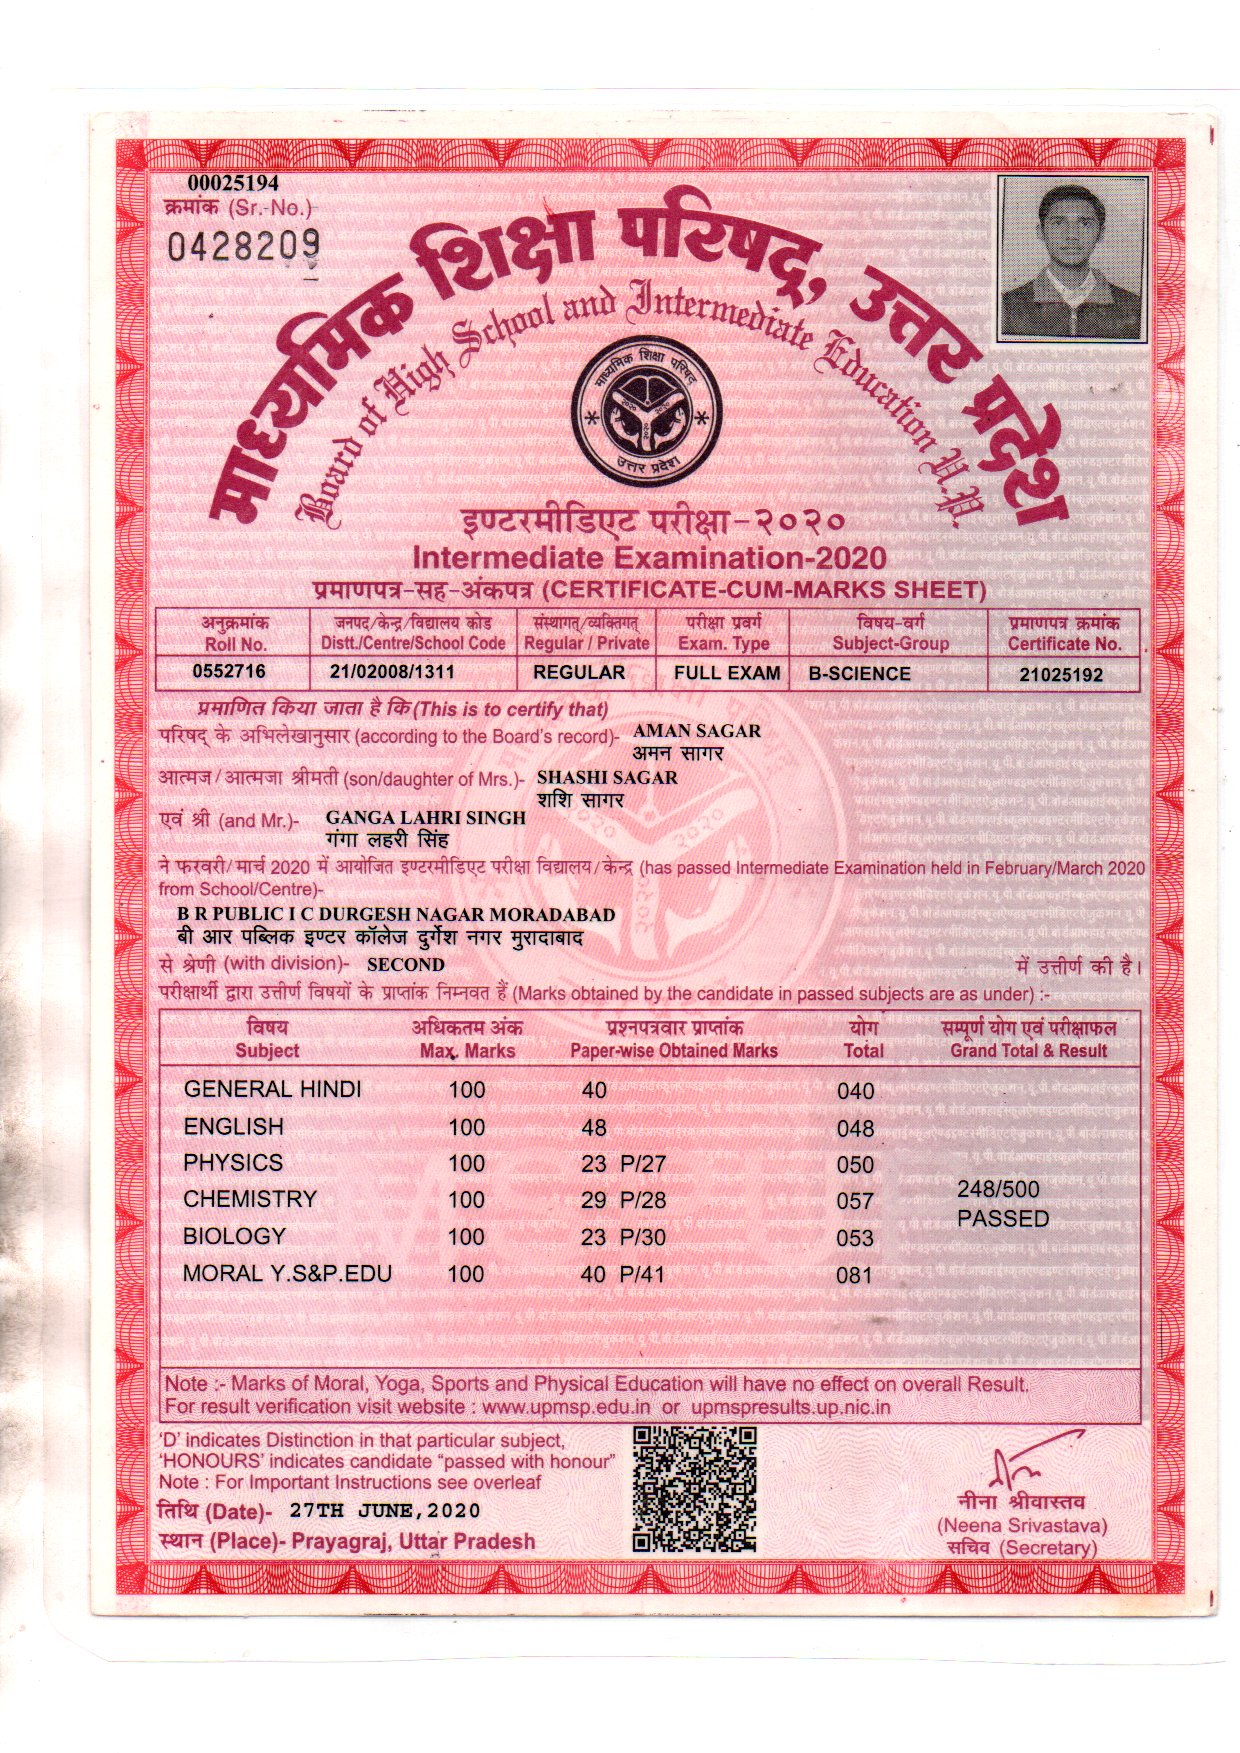 00025194
क्रमांक (Sr.-No.)
0428209
माध्यमिक शिक्षा परिषद्, उत्तर प्रदेश
Board of High School and Intermediate Education U.P.
माध्यमिक शिक्षा परिषद्
उत्तर प्रदेश
इण्टरमीडिएट परीक्षा-२०२०
Intermediate Examination-2020
प्रमाणपत्र-सह-अंकपत्र (CERTIFICATE-CUM-MARKS SHEET)
अनुक्रमांक जनपद/केन्द्र/विद्यालय कोड संस्थागत्/व्यक्तिगत् परीक्षा प्रवर्ग विषय-वर्ग प्रमाणपत्र क्रमांक
Roll No. Distt./Centre/School Code Regular / Private Exam. Type Subject-Group Certificate No.
0552716 21/02008/1311 REGULAR FULL EXAM B-SCIENCE 21025192
प्रमाणित किया जाता है कि (This is to certify that)
परिषद् के अभिलेखानुसार (according to the Board's record)- AMAN SAGAR
अमन सागर
आत्मज/आत्मजा श्रीमती (son/daughter of Mrs.)- SHASHI SAGAR
शशि सागर
एवं श्री (and Mr.)- GANGA LAHRI SINGH
गंगा लहरी सिंह
ने फरवरी/मार्च 2020 में आयोजित इण्टरमीडिएट परीक्षा विद्यालय/केन्द्र (has passed Intermediate Examination held in February/March 2020
from School/Centre)-
B R PUBLIC I C DURGESH NAGAR MORADABAD
बी आर पब्लिक इण्टर कॉलेज दुर्गेश नगर मुरादाबाद
से श्रेणी (with division)- SECOND में उत्तीर्ण की है।
परीक्षार्थी द्वारा उत्तीर्ण विषयों के प्राप्तांक निम्नवत हैं (Marks obtained by the candidate in passed subjects are as under) :-
विषय अधिकतम अंक प्रश्नपत्रवार प्राप्तांक योग सम्पूर्ण योग एवं परीक्षाफल
Subject Max. Marks Paper-wise Obtained Marks Total Grand Total & Result
GENERAL HINDI 100 40 040
ENGLISH 100 48 048
PHYSICS 100 23 P/27 050
CHEMISTRY 100 29 P/28 057 248/500
PASSED
BIOLOGY 100 23 P/30 053
MORAL Y.S&P.EDU 100 40 P/41 081
Note :- Marks of Moral, Yoga, Sports and Physical Education will have no effect on overall Result.
For result verification visit website : www.upmsp.edu.in or upmspresults.up.nic.in
'D' indicates Distinction in that particular subject,
'HONOURS' indicates candidate "passed with honour"
Note : For Important Instructions see overleaf
तिथि (Date)- 27TH JUNE,2020
स्थान (Place)- Prayagraj, Uttar Pradesh
नीना श्रीवास्तव
(Neena Srivastava)
सचिव (Secretary)